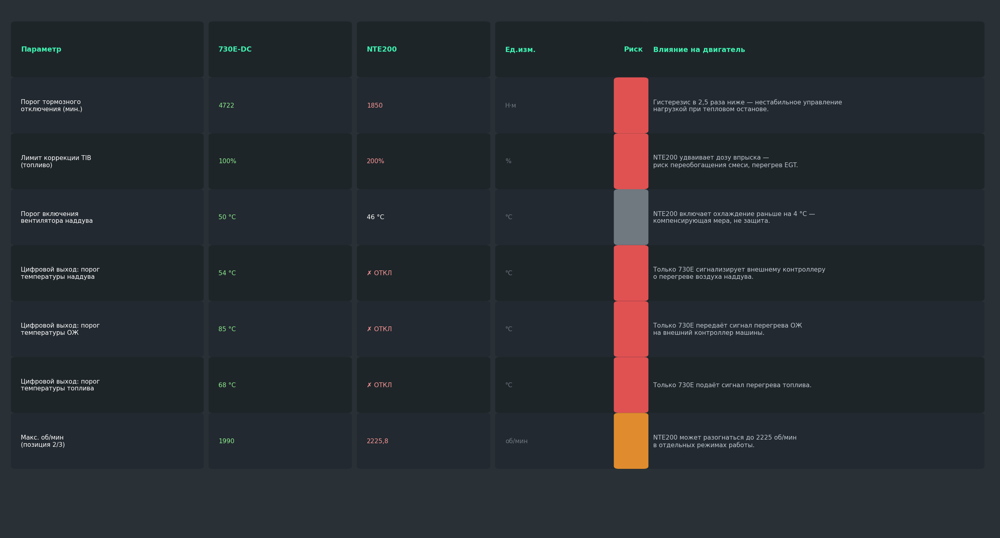 Параметр
730E-DC
NTE200
Ед.изм.
Риск
Влияние на двигатель
Порог тормозного
отключения (мин.)
4722
1850
Н·м
Гистерезис в 2,5 раза ниже — нестабильное управление
нагрузкой при тепловом останове.
Лимит коррекции TIB
(топливо)
100%
200%
%
NTE200 удваивает дозу впрыска —
риск переобогащения смеси, перегрев EGT.
Порог включения
вентилятора наддува
50 °C
46 °C
°C
NTE200 включает охлаждение раньше на 4 °C —
компенсирующая мера, не защита.
Цифровой выход: порог
температуры наддува
54 °C
✗ ОТКЛ
°C
Только 730E сигнализирует внешнему контроллеру
о перегреве воздуха наддува.
Цифровой выход: порог
температуры ОЖ
85 °C
✗ ОТКЛ
°C
Только 730E передаёт сигнал перегрева ОЖ
на внешний контроллер машины.
Цифровой выход: порог
температуры топлива
68 °C
✗ ОТКЛ
°C
Только 730E подаёт сигнал перегрева топлива.
Макс. об/мин
(позиция 2/3)
1990
2225,8
об/мин
NTE200 может разогнаться до 2225 об/мин
в отдельных режимах работы.